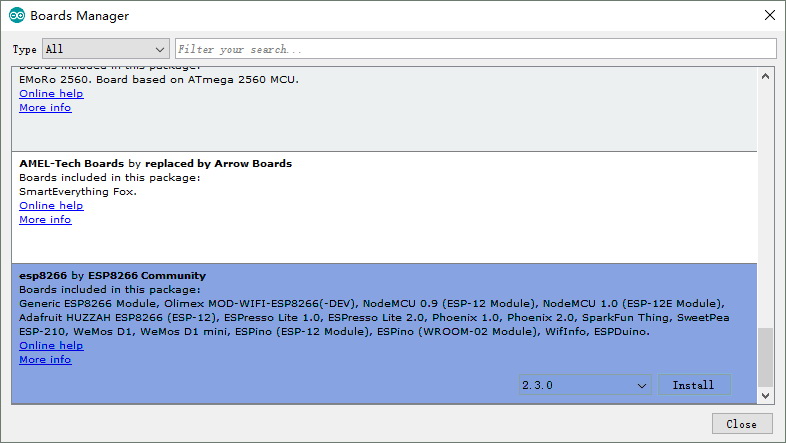 Boards Manager
Type All Filter your search...
Boards included in this package:
EMoRo 2560. Board based on ATmega 2560 MCU.
Online help
More info
AMEL-Tech Boards by replaced by Arrow Boards
Boards included in this package:
SmartEverything Fox.
Online help
More info
esp8266 by ESP8266 Community
Boards included in this package:
Generic ESP8266 Module, Olimex MOD-WIFI-ESP8266(-DEV), NodeMCU 0.9 (ESP-12 Module), NodeMCU 1.0 (ESP-12E Module),
Adafruit HUZZAH ESP8266 (ESP-12), ESPresso Lite 1.0, ESPresso Lite 2.0, Phoenix 1.0, Phoenix 2.0, SparkFun Thing, SweetPea
ESP-210, WeMos D1, WeMos D1 mini, ESPino (ESP-12 Module), ESPino (WROOM-02 Module), WifInfo, ESPDuino.
Online help
More info
2.3.0 Install
Close